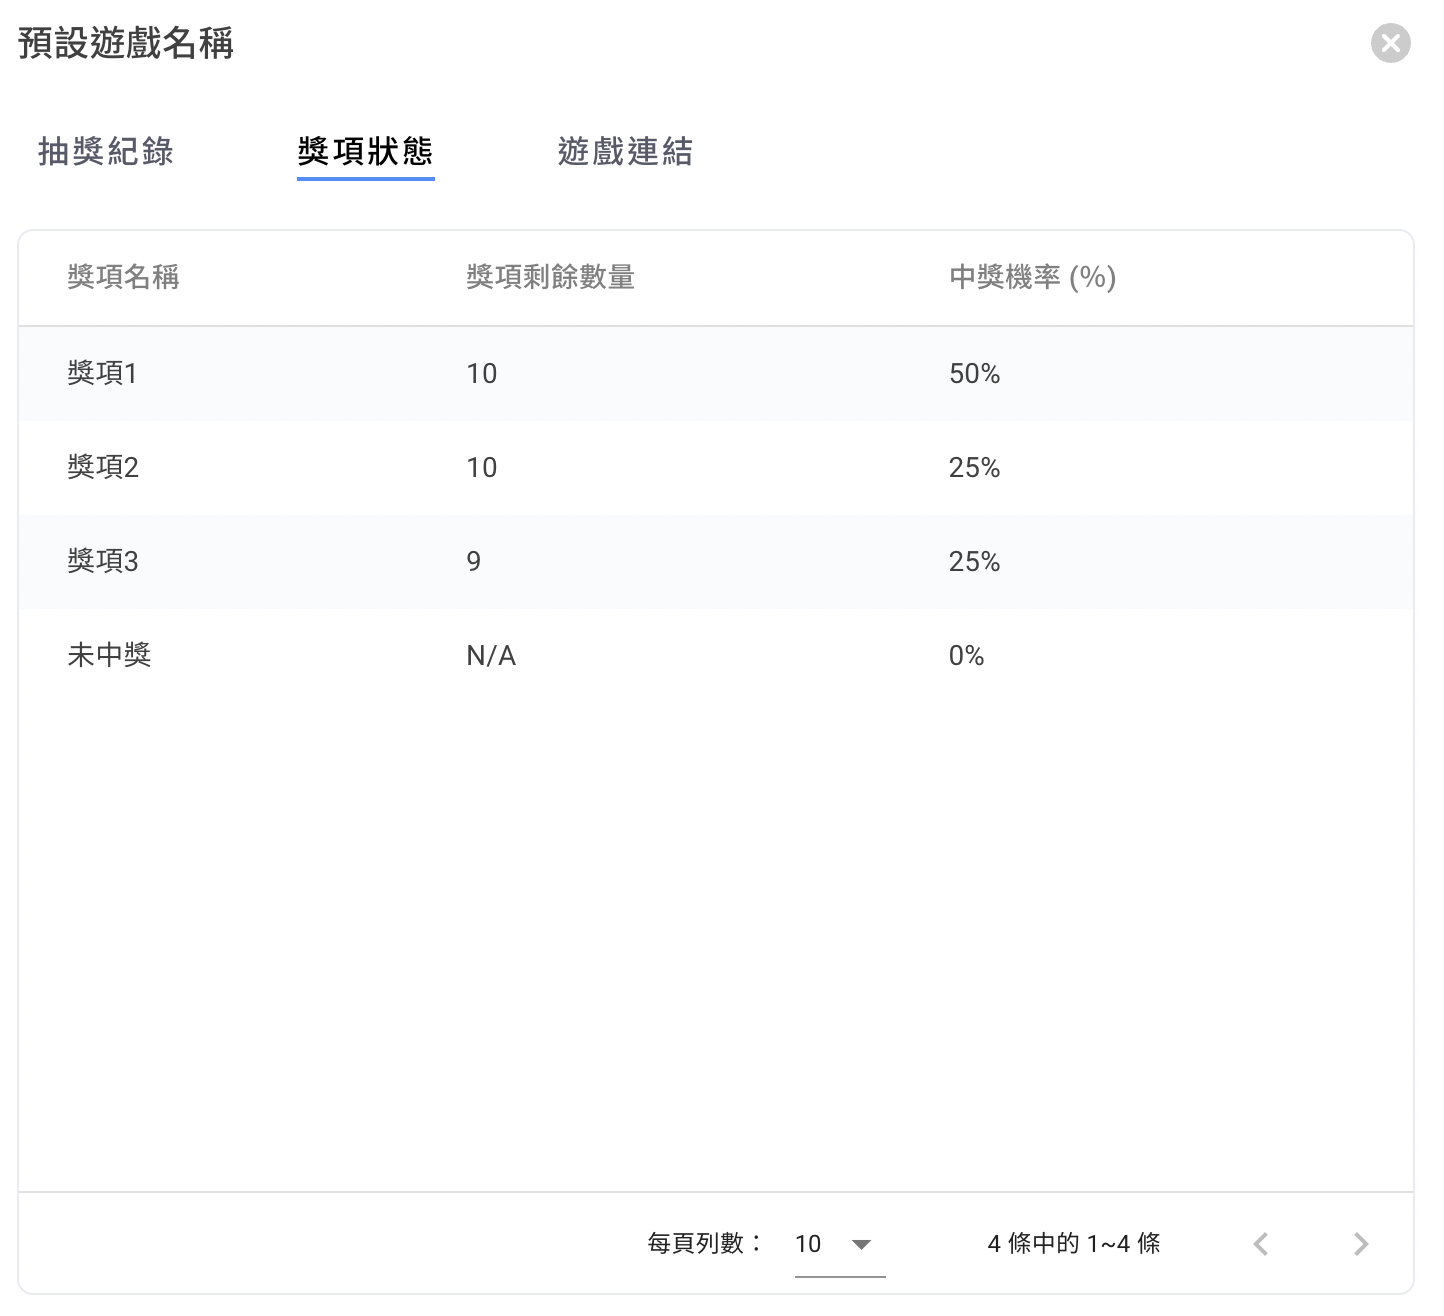 預設遊戲名稱
抽獎紀錄 獎項狀態 遊戲連結
獎項名稱 獎項剩餘數量 中獎機率 (%)
獎項1 10 50%
獎項2 10 25%
獎項3 9 25%
未中獎 N/A 0%
每頁列數： 10 4 條中的 1~4 條